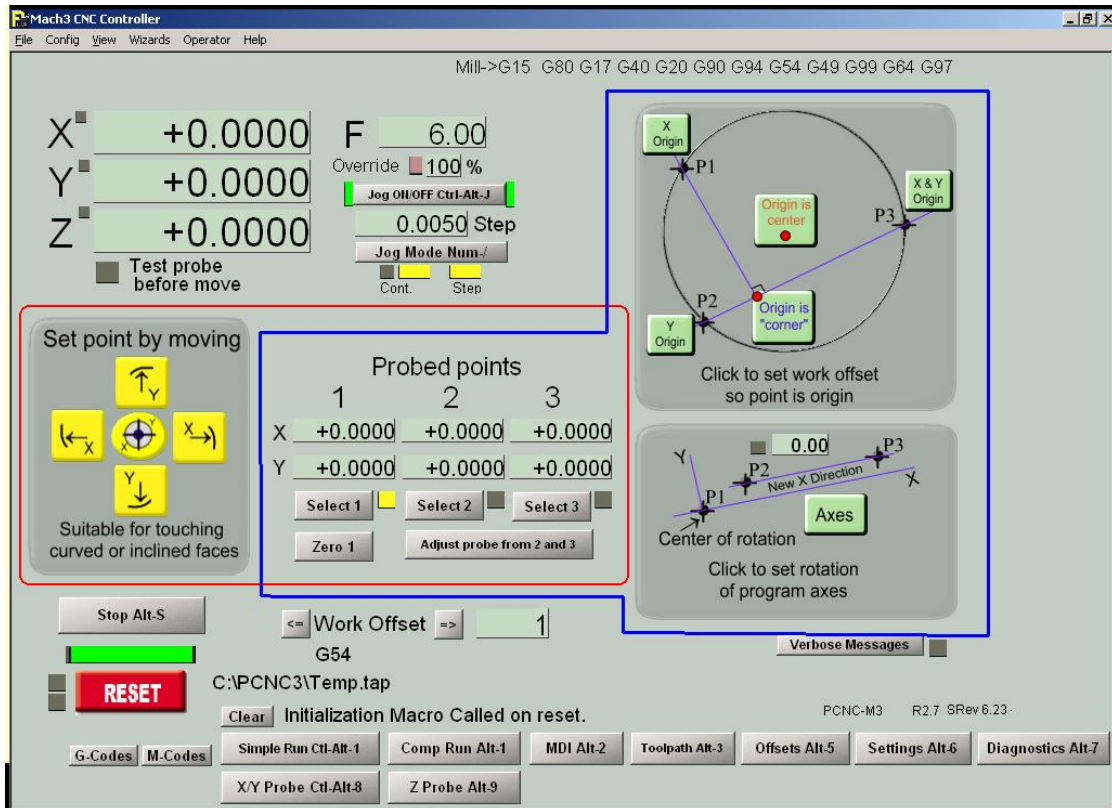 Mach3 CNC Controller
File Config View Wizards Operator Help
Mill->G15 G80 G17 G40 G20 G90 G94 G54 G49 G99 G64 G97
X +0.0000
Y +0.0000
Z +0.0000
Test probe
before move
F 6.00
Override 100 %
Jog ON/OFF Ctrl-Alt-J
0.0050 Step
Jog Mode Num-/
Cont. Step
X
Origin
P1
Origin is
center
X & Y
Origin
P3
P2
Y
Origin
Origin is
"corner"
Click to set work offset
so point is origin
Set point by moving
Y
X
X
Y
X
Y
Suitable for touching
curved or inclined faces
Probed points
1 2 3
X +0.0000 +0.0000 +0.0000
Y +0.0000 +0.0000 +0.0000
Select 1 Select 2 Select 3
Zero 1 Adjust probe from 2 and 3
0.00
Y P2 P3
New X Direction
X
P1
Axes
Center of rotation
Click to set rotation
of program axes
Stop Alt-S
<= Work Offset => 1
G54
Verbose Messages
RESET
C:\PCNC3\Temp.tap
Clear Initialization Macro Called on reset.
PCNC-M3 R2.7 SRev 6.23-
G-Codes M-Codes
Simple Run Ctl-Alt-1 Comp Run Alt-1 MDI Alt-2 Toolpath Alt-3 Offsets Alt-5 Settings Alt-6 Diagnostics Alt-7
X/Y Probe Ctl-Alt-8 Z Probe Alt-9